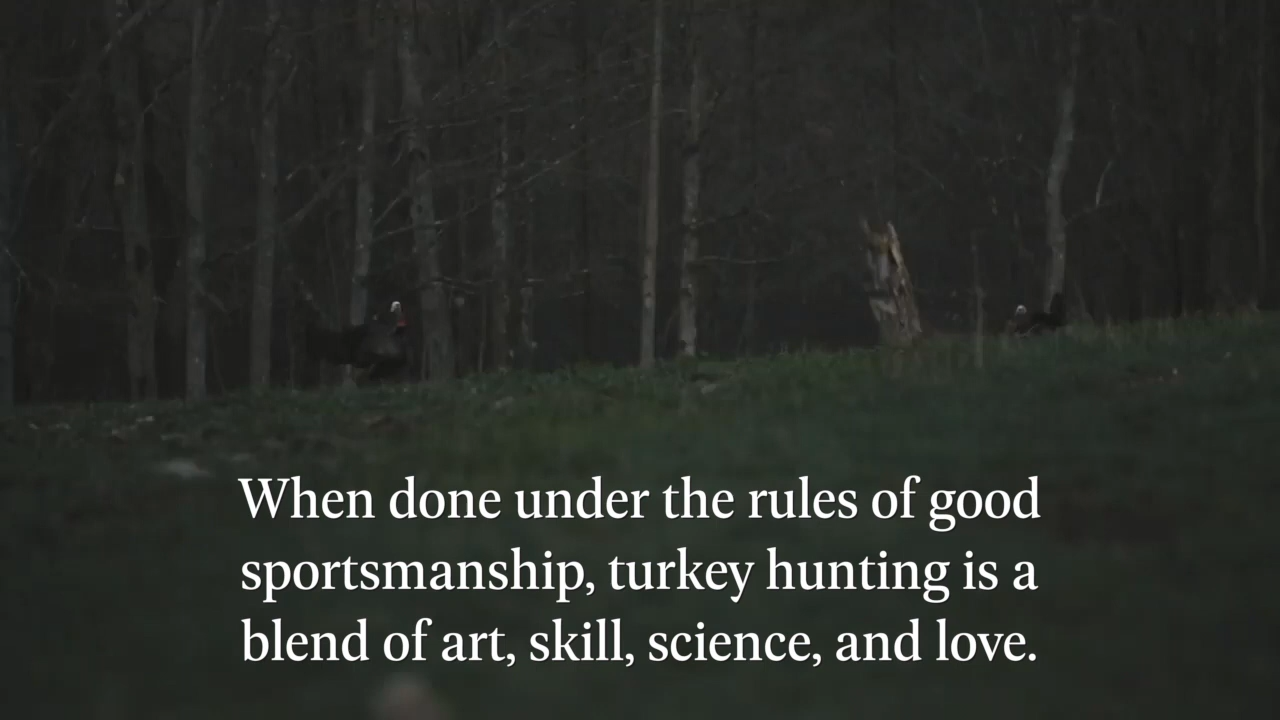 When done under the rules of good
sportsmanship, turkey hunting is a
blend of art, skill, science, and love.